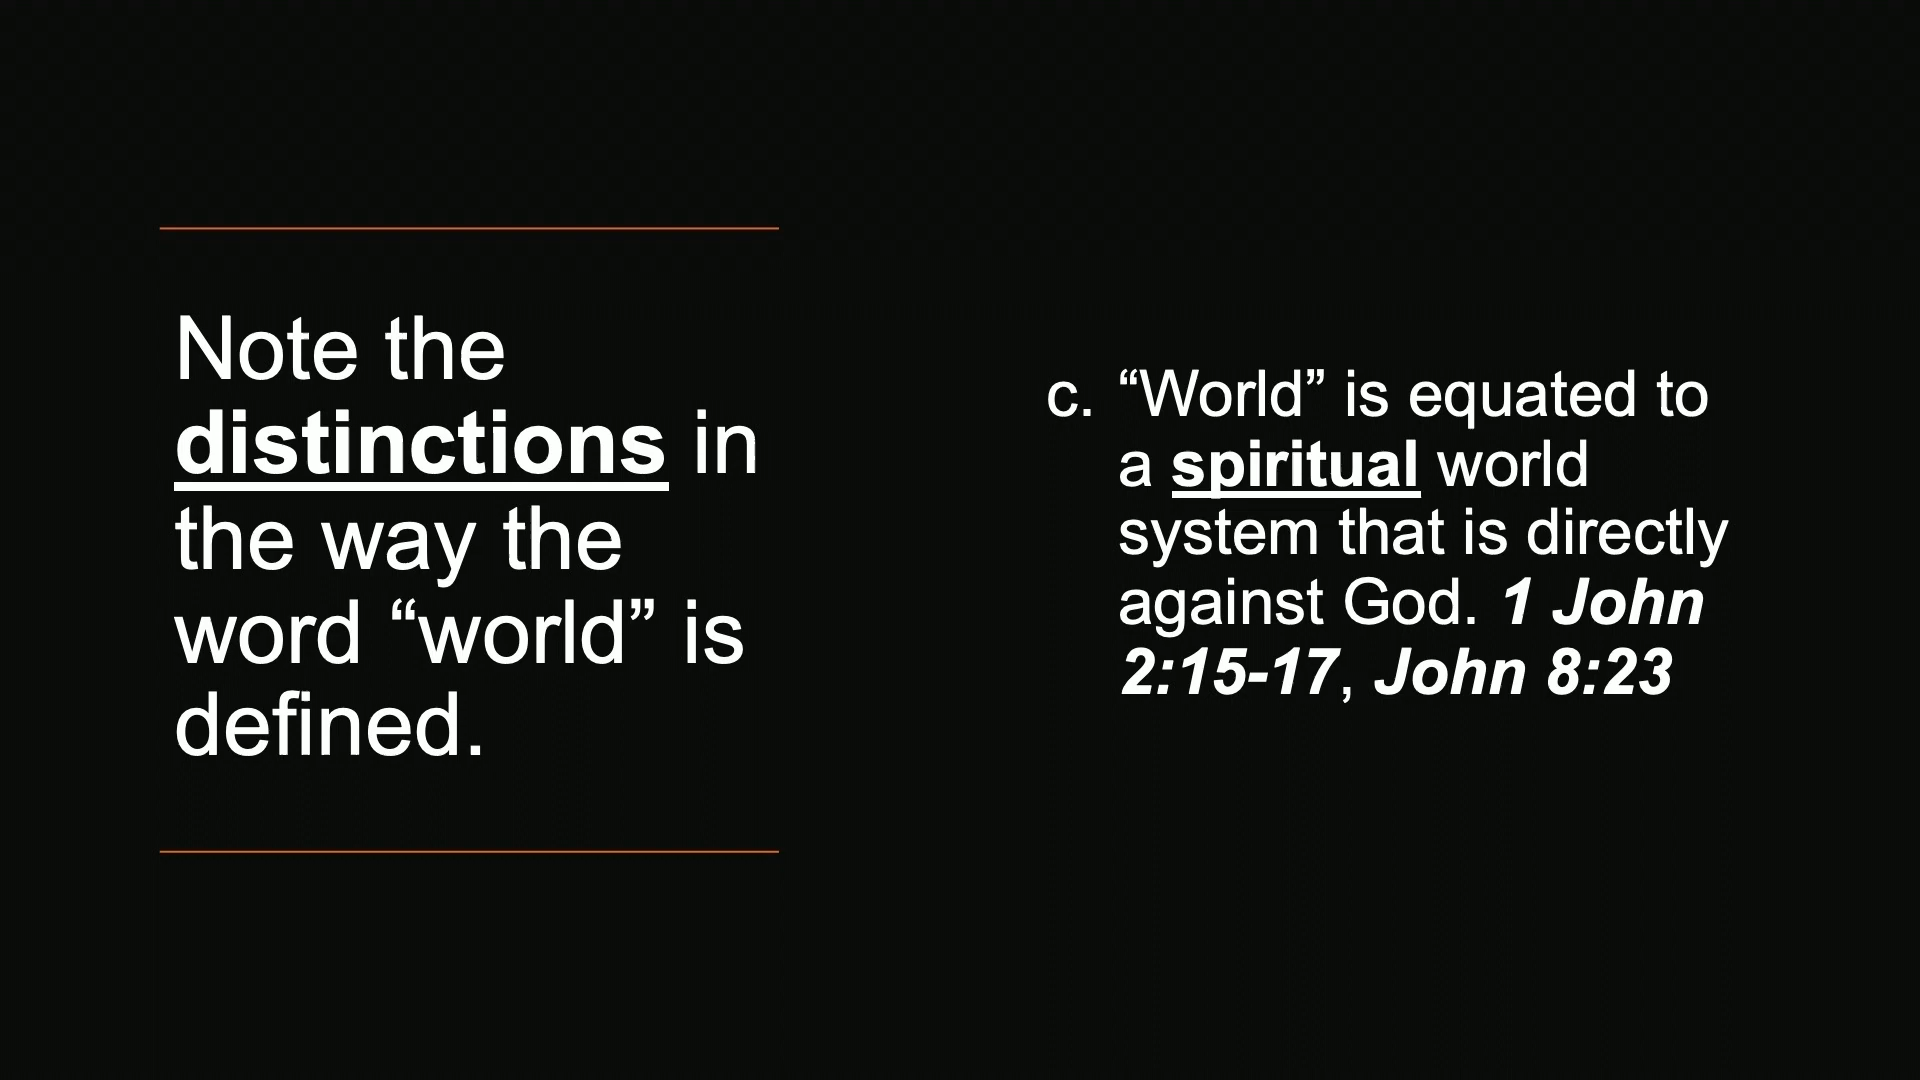 Note the
distinctions in
the way the
word “world” is
defined.
c. “World” is equated to
a spiritual world
system that is directly
against God. 1 John
2:15-17, John 8:23